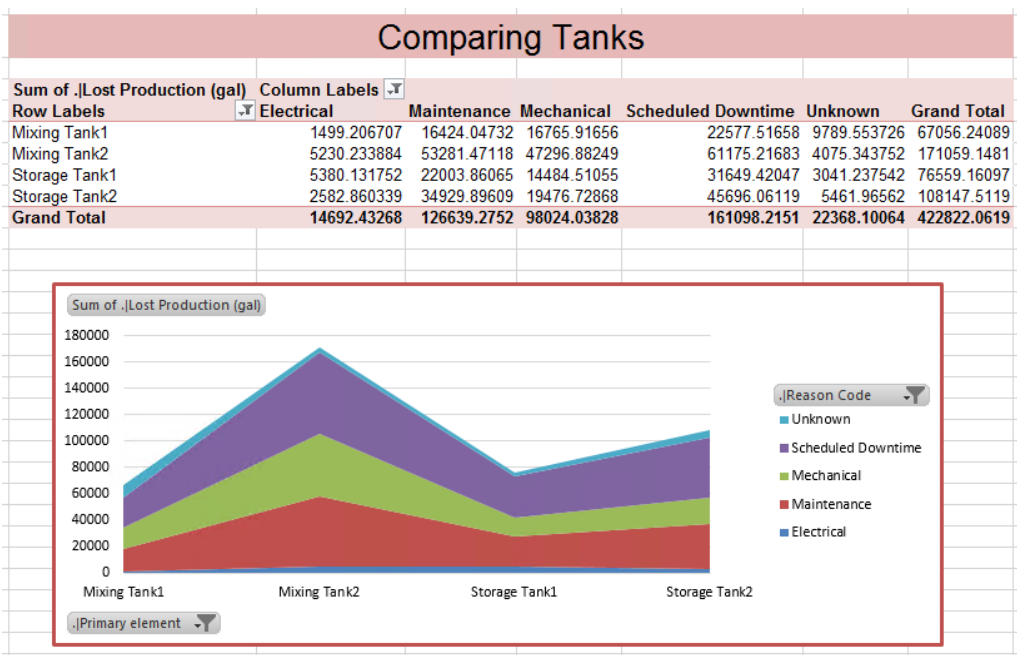 Comparing Tanks
Sum of .|Lost Production (gal) Column Labels
Row Labels Electrical Maintenance Mechanical Scheduled Downtime Unknown Grand Total
Mixing Tank1 1499.206707 16424.04732 16765.91656 22577.51658 9789.553726 67056.24089
Mixing Tank2 5230.233884 53281.47118 47296.88249 61175.21683 4075.343752 171059.1481
Storage Tank1 5380.131752 22003.86065 14484.51055 31649.42047 3041.237542 76559.16097
Storage Tank2 2582.860339 34929.89609 19476.72868 45696.06119 5461.96562 108147.5119
Grand Total 14692.43268 126639.2752 98024.03828 161098.2151 22368.10064 422822.0619
Sum of .|Lost Production (gal)
180000
160000
140000
120000
100000
80000
60000
40000
20000
0
Mixing Tank1 Mixing Tank2 Storage Tank1 Storage Tank2
.|Reason Code
Unknown
Scheduled Downtime
Mechanical
Maintenance
Electrical
.|Primary element